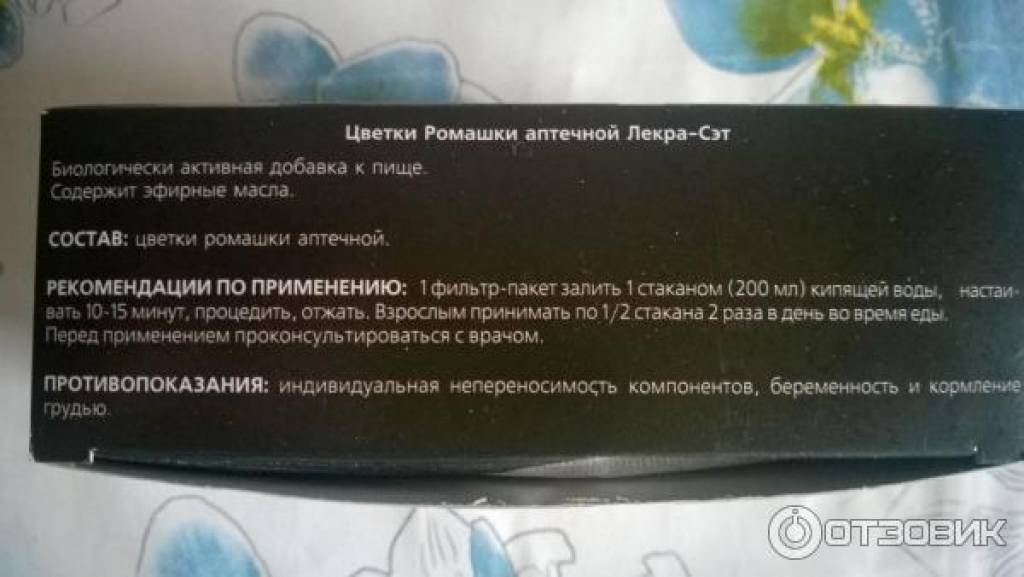 Цветки Ромашки аптечной Лекра-Сэт
Биологически активная добавка к пище.
Содержит эфирные масла.
СОСТАВ: цветки ромашки аптечной.
РЕКОМЕНДАЦИИ ПО ПРИМЕНЕНИЮ: 1 фильтр-пакет залить 1 стаканом (200 мл) кипящей воды, настаи-
вать 10-15 минут, процедить, отжать. Взрослым принимать по 1/2 стакана 2 раза в день во время еды.
Перед применением проконсультироваться с врачом.
ПРОТИВОПОКАЗАНИЯ: индивидуальная непереносимость компонентов, беременность и кормление
грудью.
ОТЗОВИК